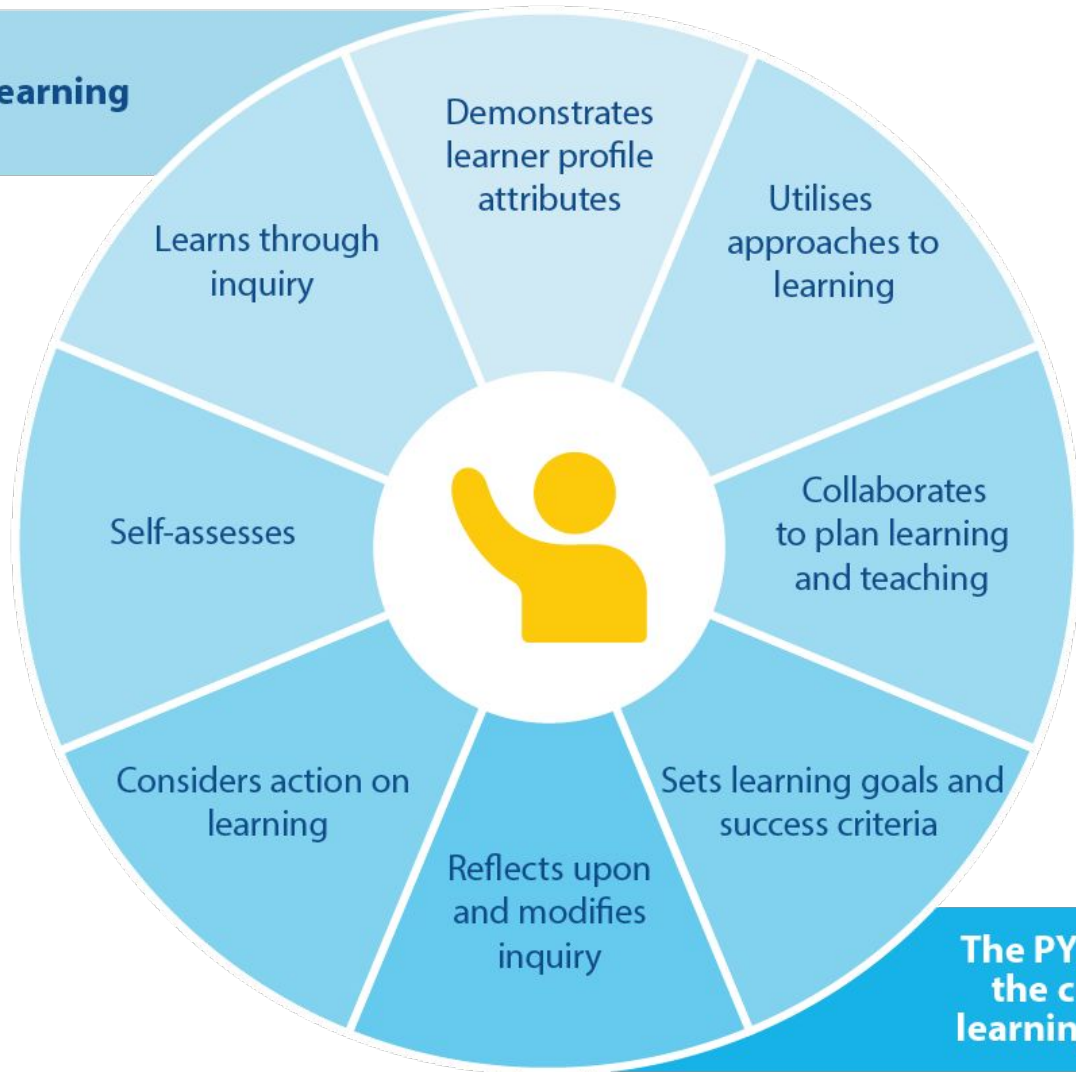 earning
Demonstrates
learner profile
attributes
Utilises
approaches to
learning
Collaborates
to plan learning
and teaching
Sets learning goals and
success criteria
Reflects upon
and modifies
inquiry
Considers action on
learning
Self-assesses
Learns through
inquiry
The PY
the c
learnin